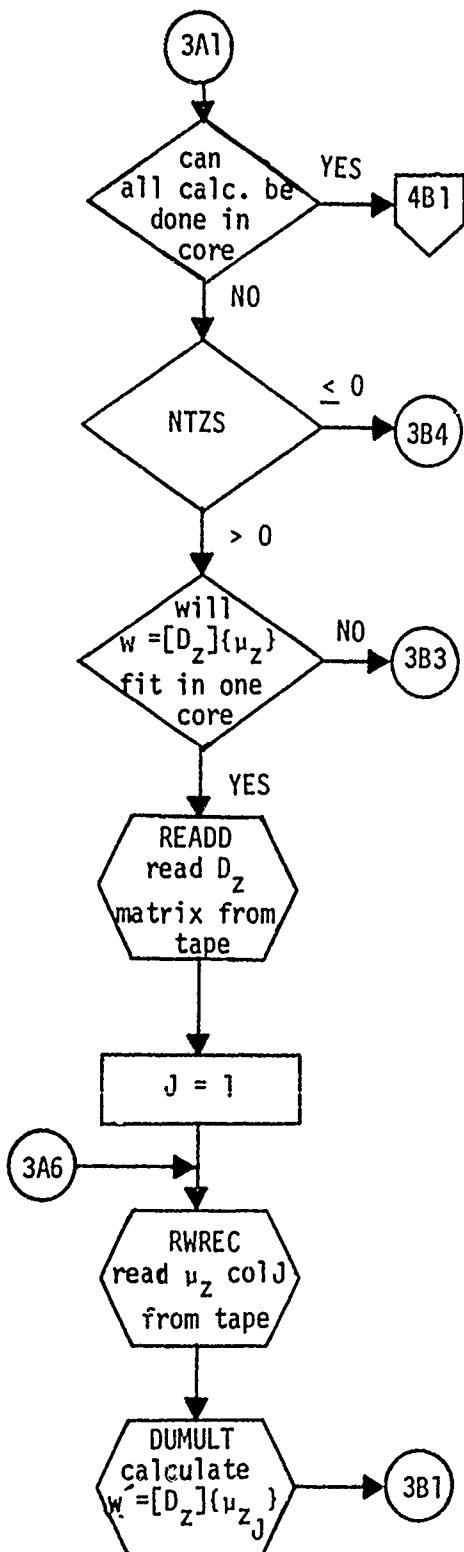 3A1
can
all calc. be
done in
core
YES
4B1
NO
NTZS
≤ 0
3B4
> 0
will
w =[D_z]{μ_z}
fit in one
core
NO
3B3
YES
READD
read D_z
matrix from
tape
J = 1
3A6
RWREC
read μ_z colJ
from tape
DUMULT
calculate
w =[D_z]{μ_z_J}
3B1